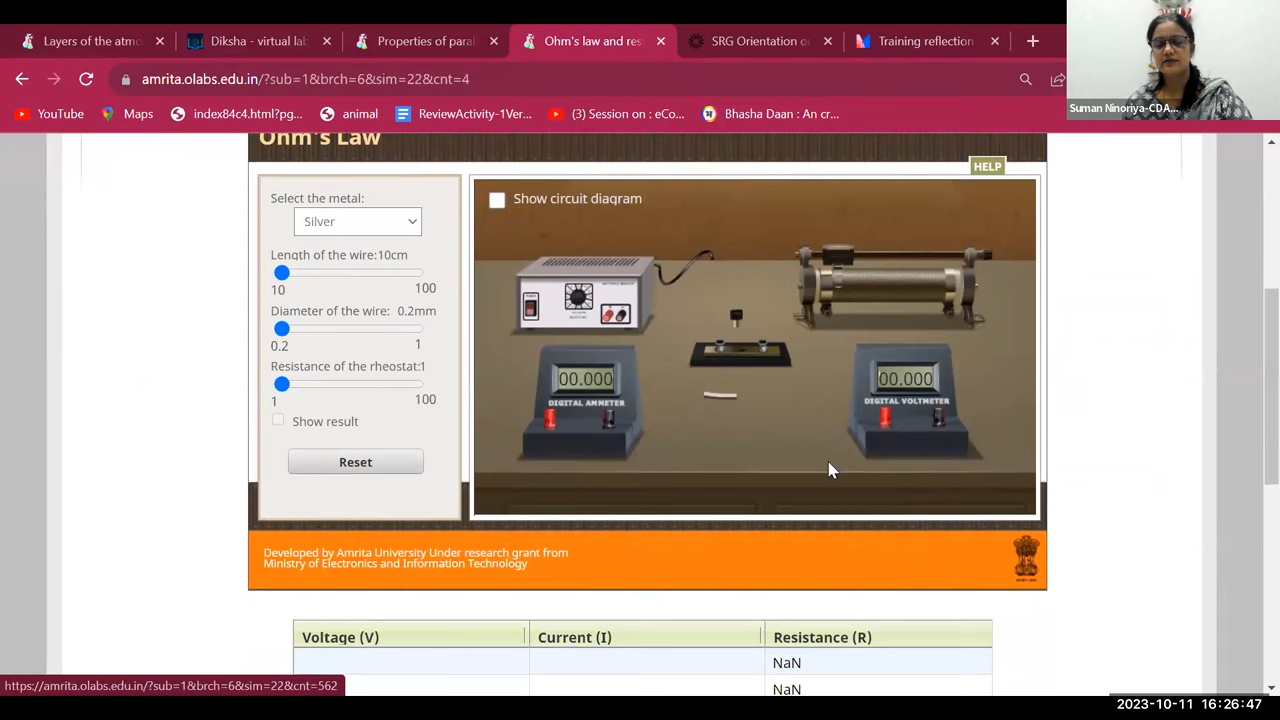 Layers of the atmo
Diksha - virtual lab
Properties of paral
Ohm's law and res
SRG Orientation o
Training reflection
amrita.olabs.edu.in/?sub=1&brch=6&sim=22&cnt=4
YouTube
Maps
index84c4.html?pg...
animal
ReviewActivity-1Ver...
(3) Session on : eCo...
Bhasha Daan : An cr...
Suman Ninoriya-CDA...
Ohm's Law
HELP
Select the metal:
Silver
Length of the wire:10cm
10 100
Diameter of the wire: 0.2mm
0.2 1
Resistance of the rheostat:1
1 100
Show result
Reset
Show circuit diagram
00.000
DIGITAL AMMETER
00.000
DIGITAL VOLTMETER
Developed by Amrita University Under research grant from
Ministry of Electronics and Information Technology
Voltage (V) Current (I) Resistance (R)
NaN
NaN
https://amrita.olabs.edu.in/?sub=1&brch=6&sim=22&cnt=562
2023-10-11 16:26:47